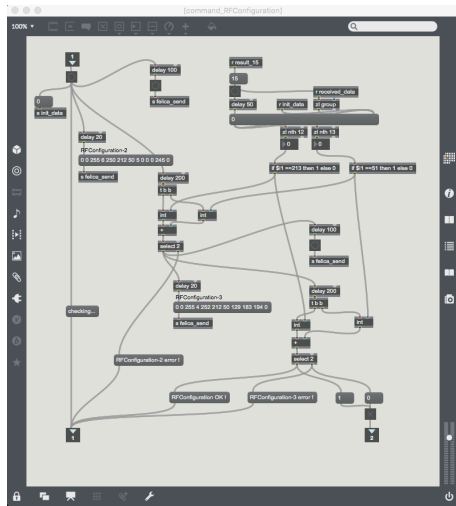 [command_RFConfiguration]
100%
1
delay 100
r result_15
15
0
s init_data
s felica_send
r received_data
delay 50
r init_data
zl group
0
delay 20
RFConfiguration-2
0 0 255 6 250 212 50 5 0 0 0 245 0
s felica_send
zl nth 12
zl nth 13
0
0
if $i1 ==213 then 1 else 0
if $i1 ==51 then 1 else 0
delay 200
t b b
int
int
+
select 2
delay 100
s felica_send
delay 20
RFConfiguration-3
0 0 255 4 252 212 50 129 183 194 0
s felica_send
delay 200
t b b
checking...
int
int
+
select 2
RFConfiguration-2 error !
RFConfiguration OK !
RFConfiguration-3 error !
1
0
1
2